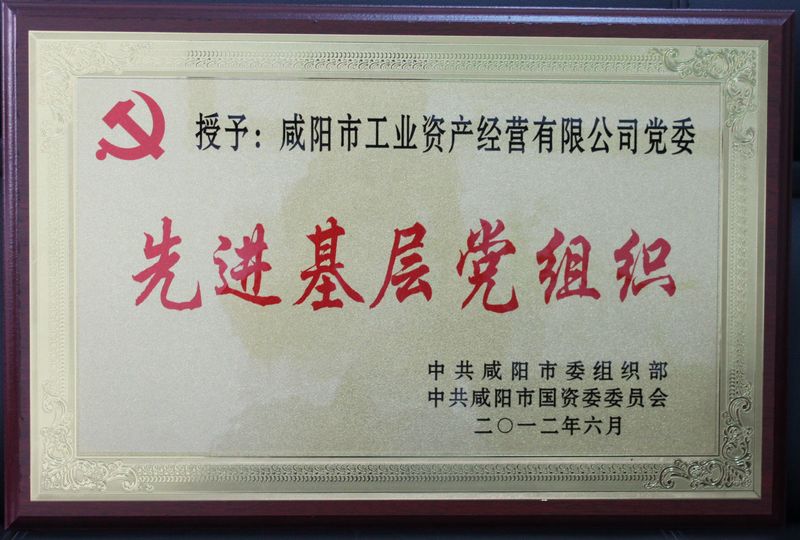 授予：咸阳市工业资产经营有限公司党委
先进基层党组织
中共咸阳市委组织部
中共咸阳市国资委委员会
二〇一二年六月